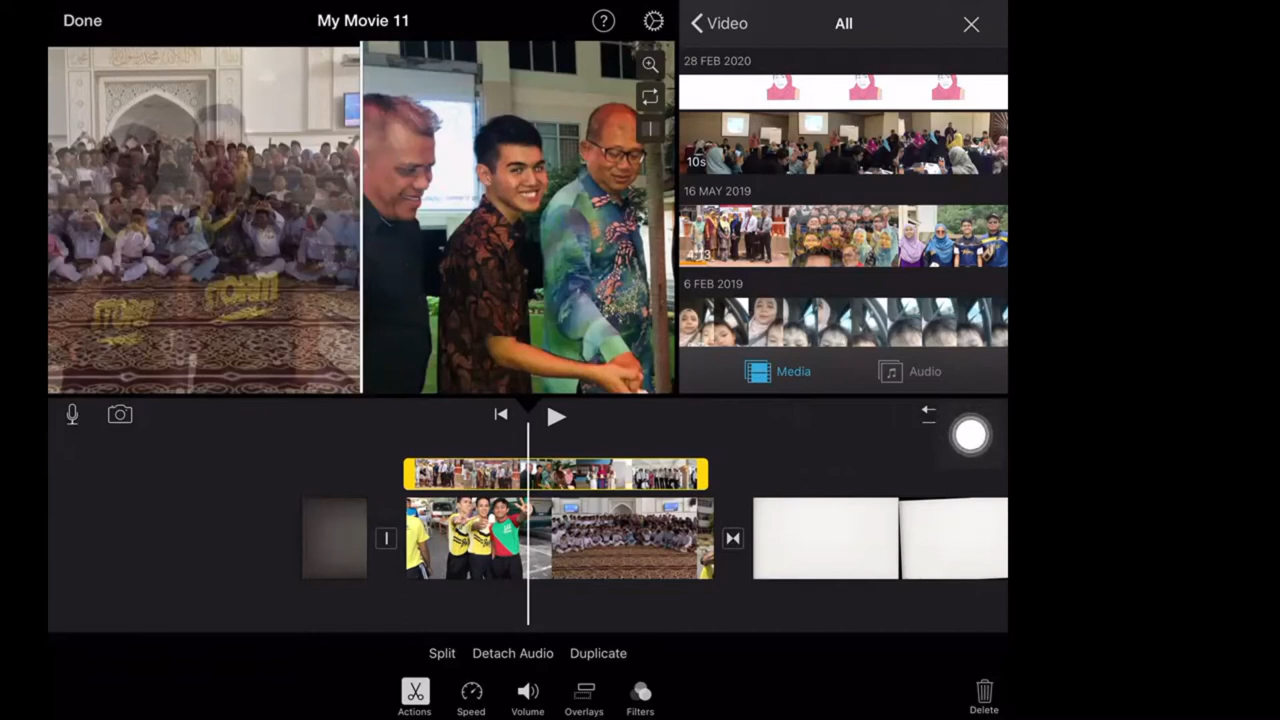 Done
My Movie 11
?
Video
All
28 FEB 2020
10s
16 MAY 2019
6 FEB 2019
Media
Audio
Split
Detach Audio
Duplicate
Actions
Speed
Volume
Overlays
Filters
Delete